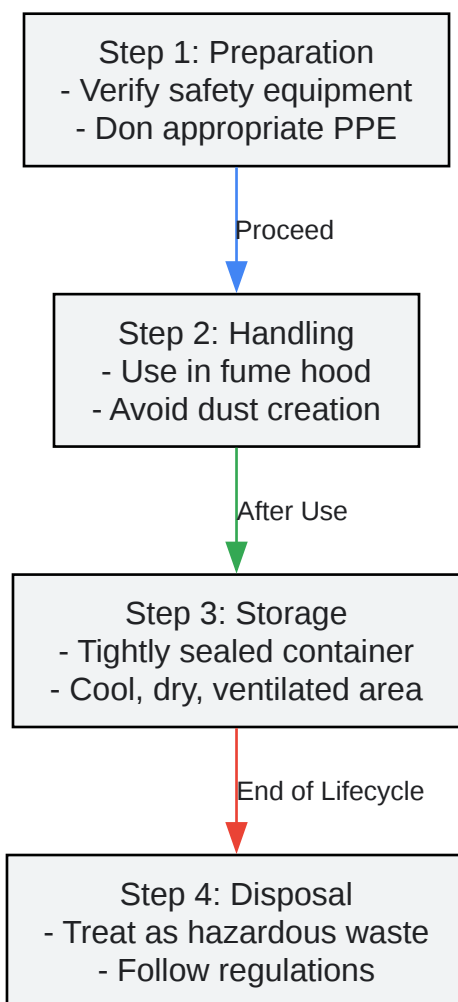 Step 1: Preparation
- Verify safety equipment
- Don appropriate PPE
Proceed
Step 2: Handling
- Use in fume hood
- Avoid dust creation
After Use
Step 3: Storage
- Tightly sealed container
- Cool, dry, ventilated area
End of Lifecycle
Step 4: Disposal
- Treat as hazardous waste
- Follow regulations